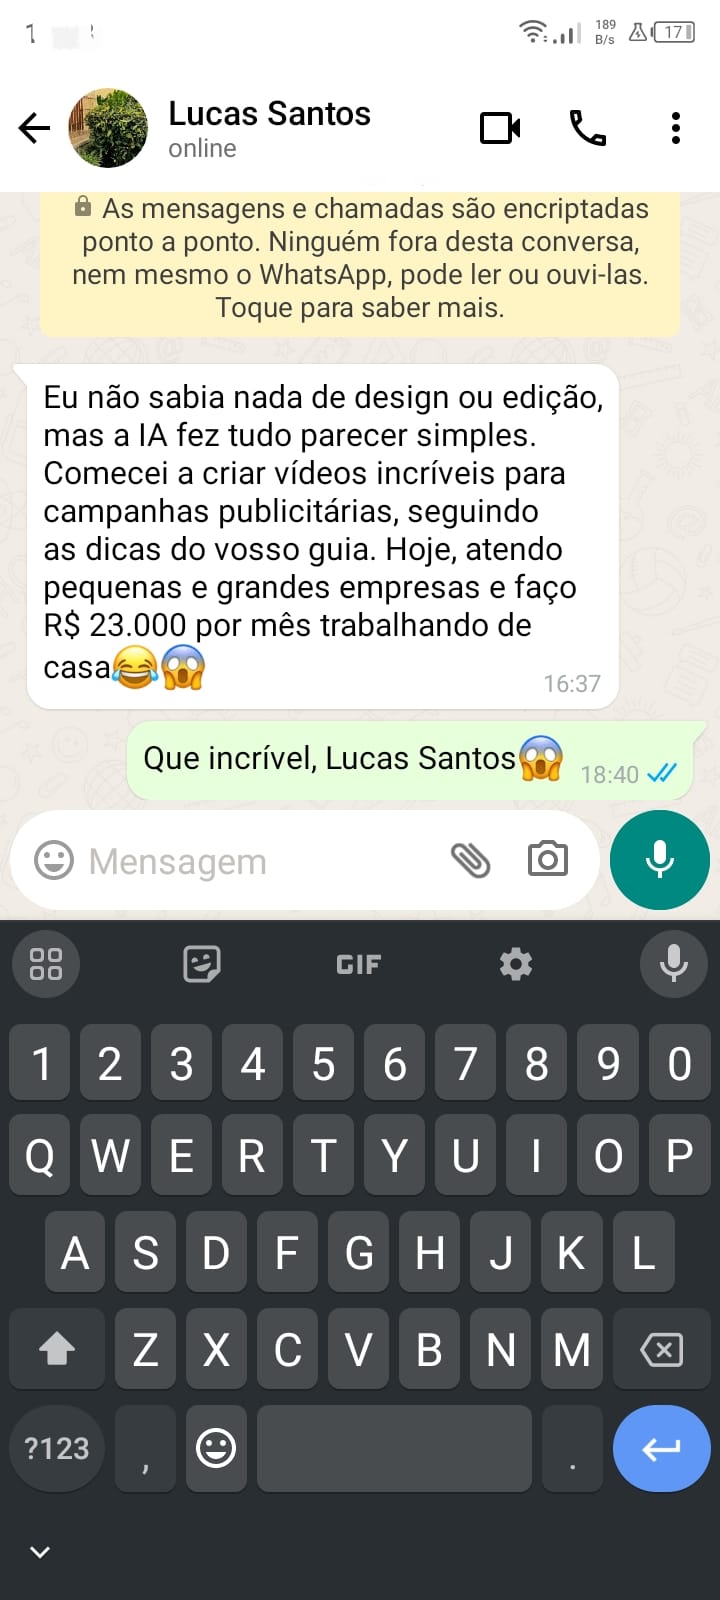 189
B/s
17
Lucas Santos
online
As mensagens e chamadas são encriptadas
ponto a ponto. Ninguém fora desta conversa,
nem mesmo o WhatsApp, pode ler ou ouvi-las.
Toque para saber mais.
Eu não sabia nada de design ou edição,
mas a IA fez tudo parecer simples.
Comecei a criar vídeos incríveis para
campanhas publicitárias, seguindo
as dicas do vosso guia. Hoje, atendo
pequenas e grandes empresas e faço
R$ 23.000 por mês trabalhando de
casa😂😱
16:37
Que incrível, Lucas Santos😱
18:40
Mensagem
GIF
1 2 3 4 5 6 7 8 9 0
Q W E R T Y U I O P
A S D F G H J K L
Z X C V B N M
?123 , .